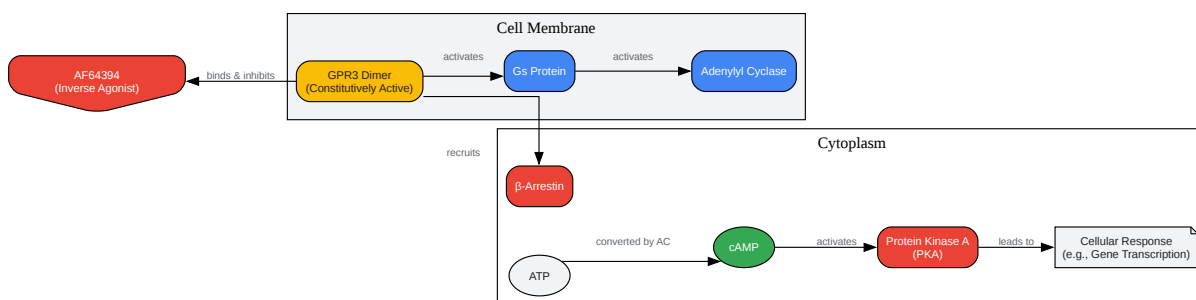 Cell Membrane
AF64394
(Inverse Agonist)
binds & inhibits
GPR3 Dimer
(Constitutively Active)
activates
Gs Protein
activates
Adenylyl Cyclase
recruits
Cytoplasm
β-Arrestin
ATP
converted by AC
cAMP
activates
Protein Kinase A
(PKA)
leads to
Cellular Response
(e.g., Gene Transcription)